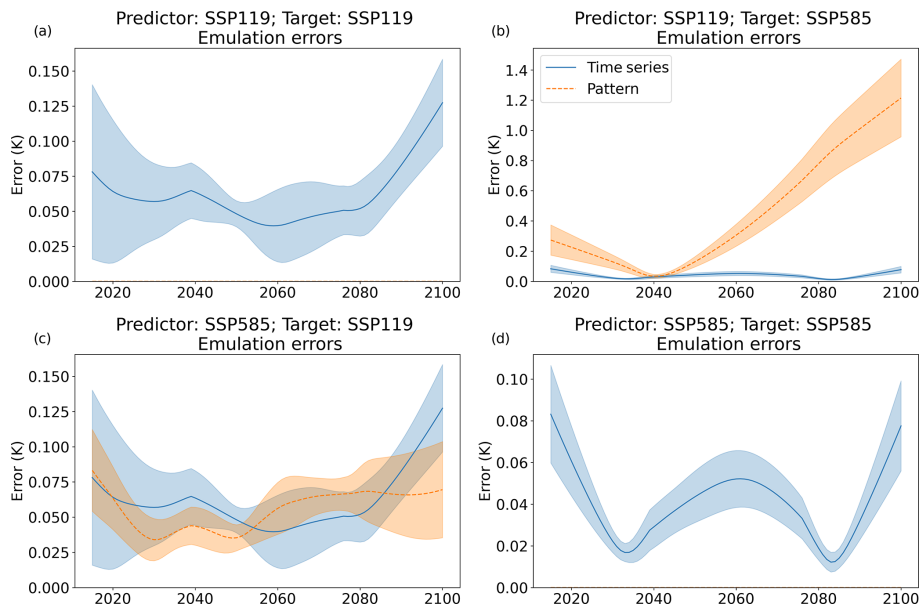 (a)
Predictor: SSP119; Target: SSP119
Emulation errors
Error (K)
0.150
0.125
0.100
0.075
0.050
0.025
0.000
2020 2040 2060 2080 2100
(b)
Predictor: SSP119; Target: SSP585
Emulation errors
Time series
Pattern
Error (K)
1.4
1.2
1.0
0.8
0.6
0.4
0.2
0.0
2020 2040 2060 2080 2100
(c)
Predictor: SSP585; Target: SSP119
Emulation errors
Error (K)
0.150
0.125
0.100
0.075
0.050
0.025
0.000
2020 2040 2060 2080 2100
(d)
Predictor: SSP585; Target: SSP585
Emulation errors
Error (K)
0.10
0.08
0.06
0.04
0.02
0.00
2020 2040 2060 2080 2100